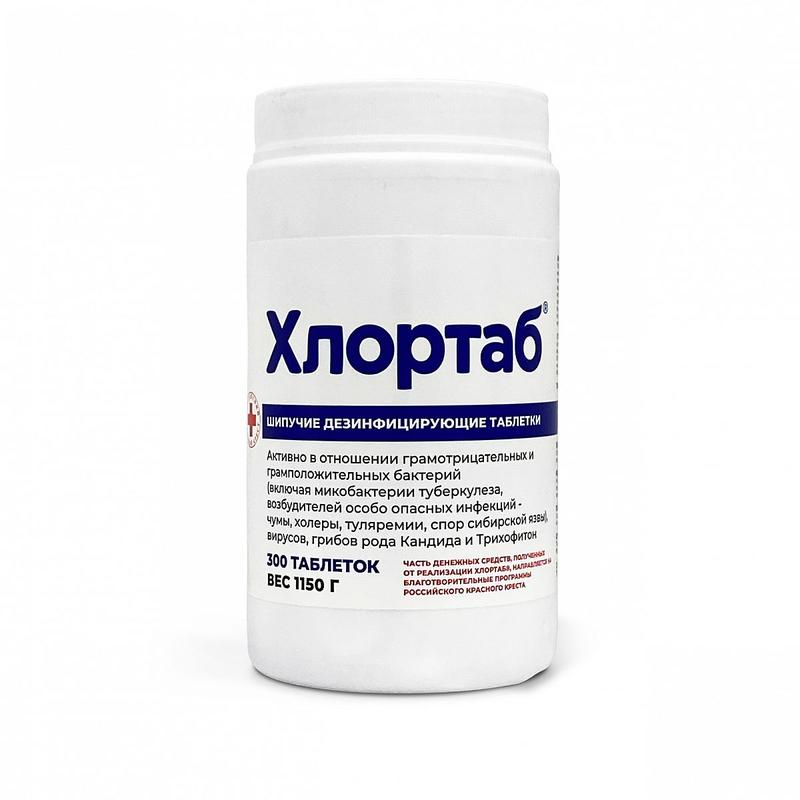 Хлортаб®
ШИПУЧИЕ ДЕЗИНФИЦИРУЮЩИЕ ТАБЛЕТКИ
Активно в отношении грамотрицательных и
грамположительных бактерий
(включая микобактерии туберкулеза,
возбудителей особо опасных инфекций -
чумы, холеры, туляремии, спор сибирской язвы),
вирусов, грибов рода Кандида и Трихофитон
300 ТАБЛЕТОК
ВЕС 1150 Г
ЧАСТЬ ДЕНЕЖНЫХ СРЕДСТВ, ПОЛУЧЕННЫХ
ОТ РЕАЛИЗАЦИИ ХЛОРТАБ®, НАПРАВЛЯЕТСЯ НА
БЛАГОТВОРИТЕЛЬНЫЕ ПРОГРАММЫ
РОССИЙСКОГО КРАСНОГО КРЕСТА